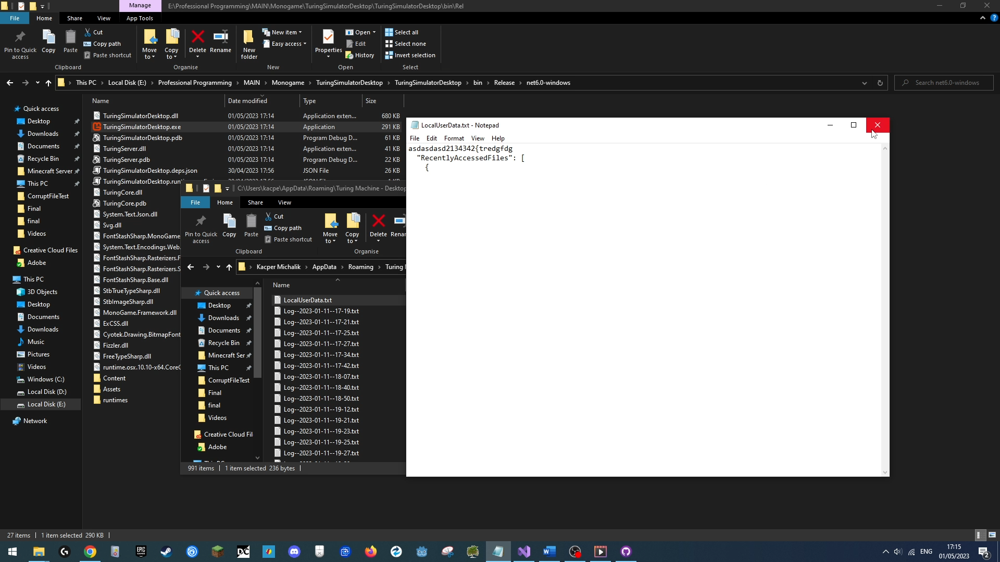 Manage
E:\Professional Programming\MAIN\Monogame\TuringSimulatorDesktop\TuringSimulatorDesktop\bin\Rel
File Home Share View App Tools
Pin to Quick access
Copy
Paste
Cut
Copy path
Paste shortcut
Move to
Copy to
Delete
Rename
New folder
New item
Easy access
Properties
Open
Edit
History
Select all
Select none
Invert selection
Clipboard
Organise
New
Open
Select
This PC > Local Disk (E:) > Professional Programming > MAIN > Monogame > TuringSimulatorDesktop > TuringSimulatorDesktop > bin > Release > net6.0-windows
Search net6.0-windows
Quick access
Desktop
Downloads
Documents
Recycle Bin
Minecraft Server
This PC
CorruptFileTest
Final
final
Videos
Creative Cloud Files
Adobe
This PC
3D Objects
Desktop
Documents
Downloads
Music
Pictures
Videos
Windows (C:)
Local Disk (D:)
Local Disk (E:)
Network
Name Date modified Type Size
TuringSimulatorDesktop.dll 01/05/2023 17:14 Application exten... 680 KB
TuringSimulatorDesktop.exe 01/05/2023 17:14 Application 291 KB
TuringSimulatorDesktop.pdb 01/05/2023 17:14 Program Debug D... 61 KB
TuringServer.dll 01/05/2023 17:14 Application exten... 41 KB
TuringServer.pdb 01/05/2023 17:14 Program Debug D... 22 KB
TuringSimulatorDesktop.deps.json 30/04/2023 17:56 JSON File 26 KB
TuringSimulatorDesktop.run
TuringCore.dll
TuringCore.pdb
System.Text.Json.dll
Svg.dll
FontStashSharp.MonoGame
System.Text.Encodings.Web.
FontStashSharp.Rasterizers.F
FontStashSharp.Rasterizers.S
FontStashSharp.Base.dll
StbTrueTypeSharp.dll
StbImageSharp.dll
MonoGame.Framework.dll
ExCSS.dll
Cyotek.Drawing.BitmapFont
Fizzler.dll
FreeTypeSharp.dll
runtime.osx.10.10-x64.CoreC
Content
Assets
runtimes
27 items 1 item selected 290 KB
C:\Users\kacpe\AppData\Roaming\Turing Machine - Desktop
File Home Share View
Pin to Quick access
Copy
Paste
Cut
Copy path
Paste shortcut
Move to
Copy to
Delete
Renar
Clipboard
Organise
Kacper Michalik > AppData > Roaming > Turing
Quick access
Desktop
Downloads
Documents
Recycle Bin
Minecraft Ser
This PC
CorruptFileTest
Final
final
Videos
Creative Cloud Fil
Adobe
Name
LocalUserData.txt
Log--2023-01-11--17-19.txt
Log--2023-01-11--17-21.txt
Log--2023-01-11--17-25.txt
Log--2023-01-11--17-27.txt
Log--2023-01-11--17-34.txt
Log--2023-01-11--17-42.txt
Log--2023-01-11--18-07.txt
Log--2023-01-11--18-40.txt
Log--2023-01-11--18-50.txt
Log--2023-01-11--19-12.txt
Log--2023-01-11--19-21.txt
Log--2023-01-11--19-23.txt
Log--2023-01-11--19-25.txt
Log--2023-01-11--19-27.txt
991 items 1 item selected 236 bytes
LocalUserData.txt - Notepad
File Edit Format View Help
asdasdasd2134342{tredgfdg
"RecentlyAccessedFiles": [
{
EPIC GAMES
DC
ENG
17:15
01/05/2023
2